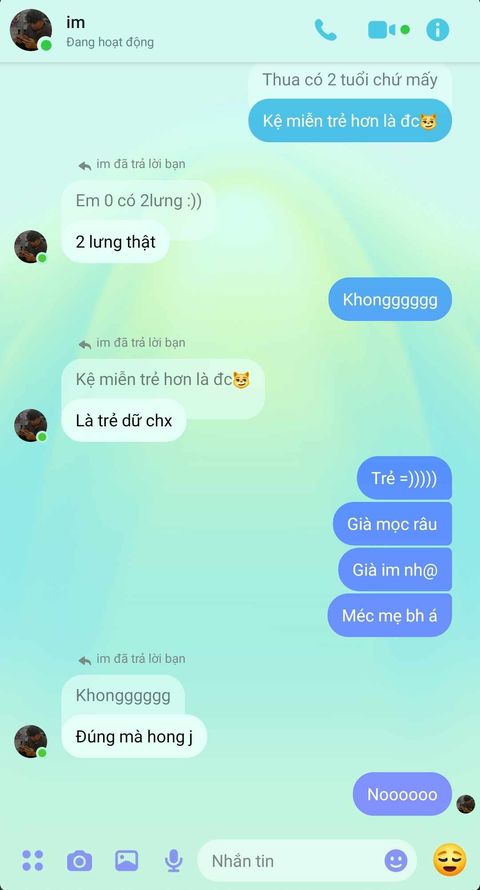 im
Đang hoạt động
Thua có 2 tuổi chứ mấy
Kệ miễn trẻ hơn là đc😼
im đã trả lời bạn
Em 0 có 2lưng :))
2 lưng thật
Khongggggg
im đã trả lời bạn
Kệ miễn trẻ hơn là đc😼
Là trẻ dữ chx
Trẻ =)))))
Già mọc râu
Già im nh@
Méc mẹ bh á
im đã trả lời bạn
Khongggggg
Đúng mà hong j
Noooooo
Nhắn tin